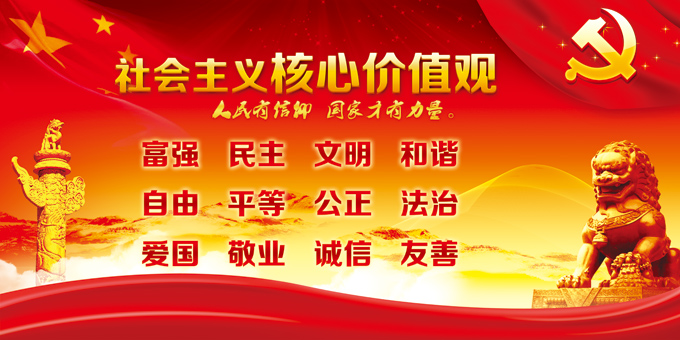 社会主义核心价值观
人民有信仰 国家才有力量。
富强 民主 文明 和谐
自由 平等 公正 法治
爱国 敬业 诚信 友善